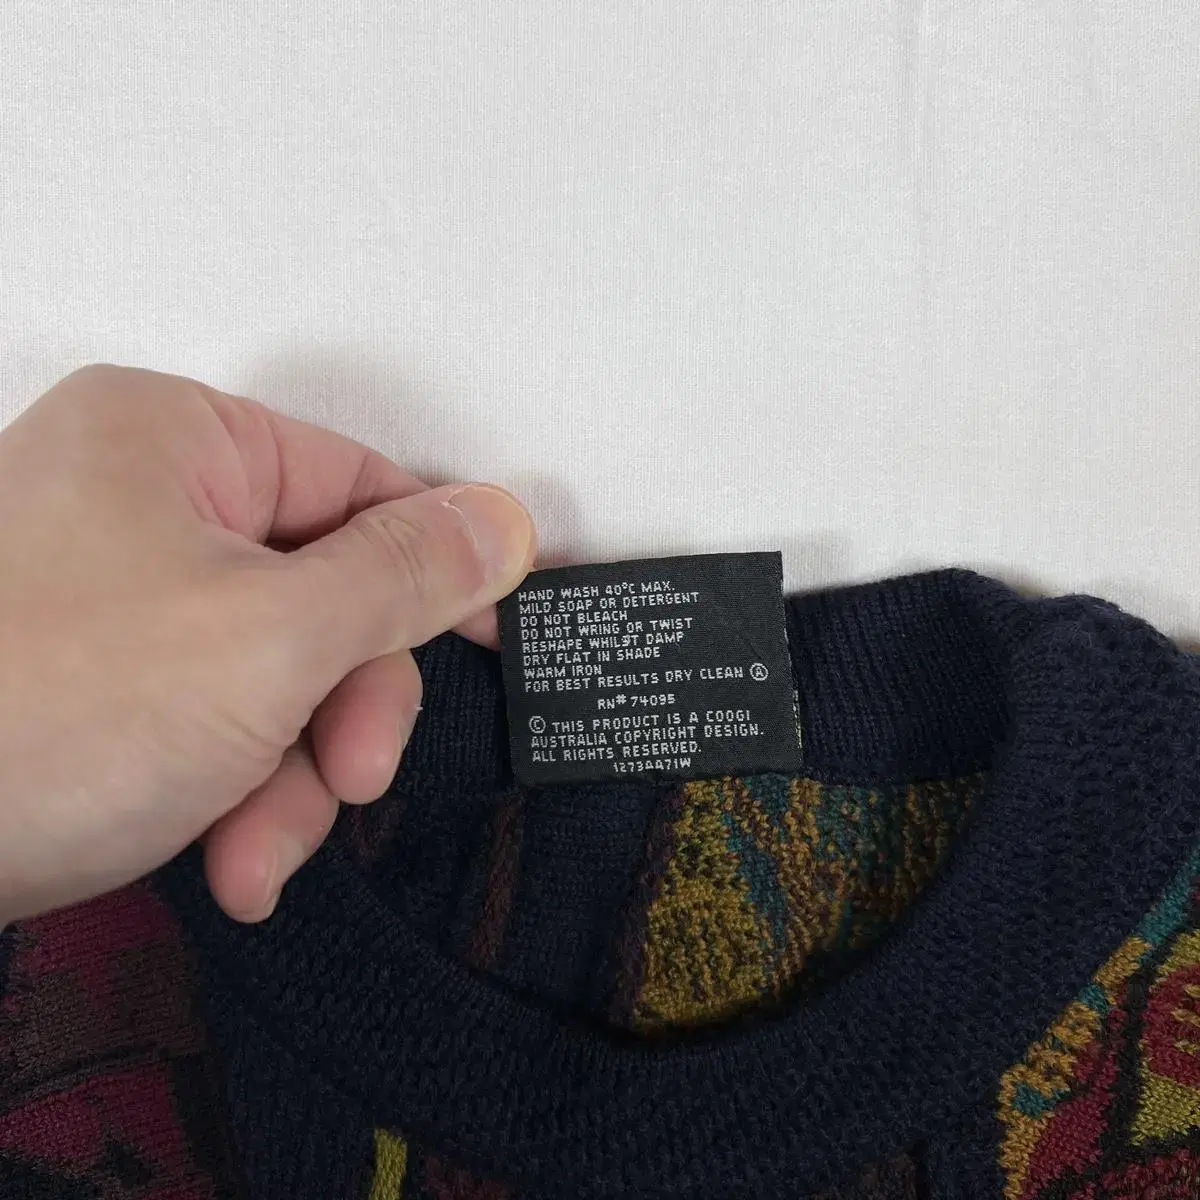 HAND WASH 40°C MAX.
MILD SOAP OR DETERGENT
DO NOT BLEACH
DO NOT WRING OR TWIST
RESHAPE WHILST DAMP
DRY FLAT IN SHADE
WARM IRON
FOR BEST RESULTS DRY CLEAN Ⓐ
RN# 74095
© THIS PRODUCT IS A COOGI
AUSTRALIA COPYRIGHT DESIGN.
ALL RIGHTS RESERVED.
1273AA71W